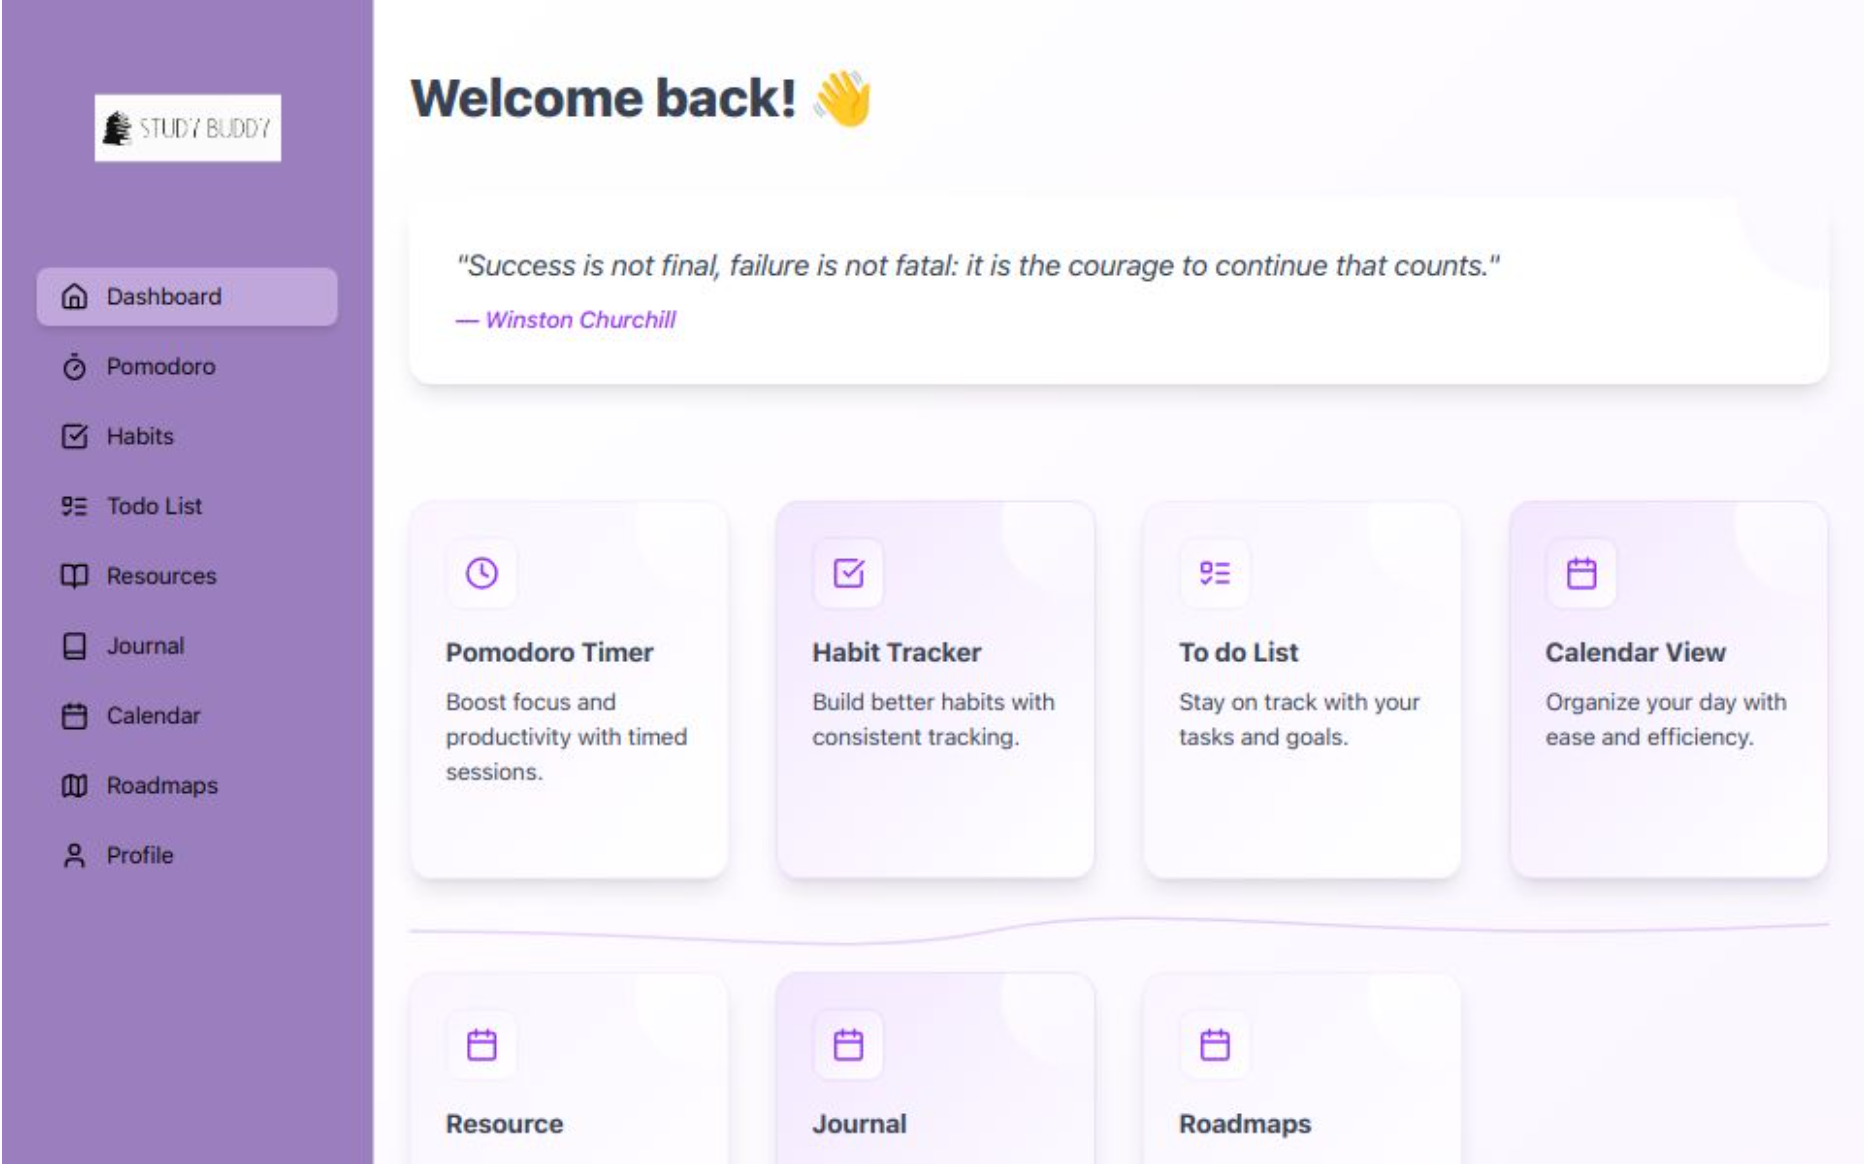 STUDY BUDDY
Dashboard
Pomodoro
Habits
Todo List
Resources
Journal
Calendar
Roadmaps
Profile
Welcome back! 👋
"Success is not final, failure is not fatal: it is the courage to continue that counts."
— Winston Churchill
Pomodoro Timer
Boost focus and
productivity with timed
sessions.
Habit Tracker
Build better habits with
consistent tracking.
To do List
Stay on track with your
tasks and goals.
Calendar View
Organize your day with
ease and efficiency.
Resource
Journal
Roadmaps